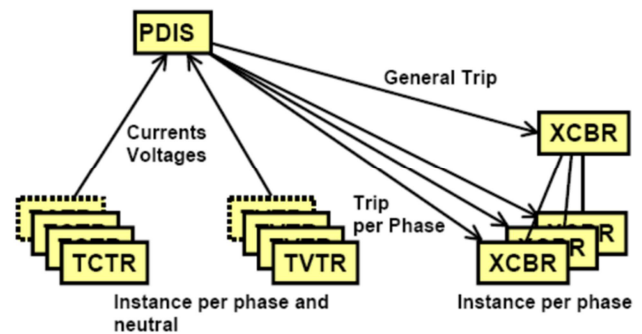 PDIS
General Trip
XCBR
Currents
Voltages
Trip
per Phase
TCTR
TVTR
XCBR
Instance per phase and
neutral
Instance per phase